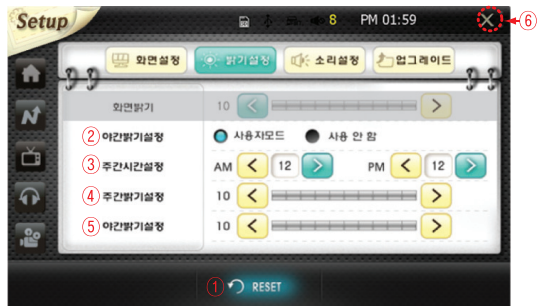 Setup 8 PM 01:59 ⑥
화면설정 밝기설정 소리설정 업그레이드
화면밝기 10
② 야간밝기설정 사용자모드 사용 안 함
③ 주간시간설정 AM 12 PM 12
④ 주간밝기설정 10
⑤ 야간밝기설정 10
① RESET